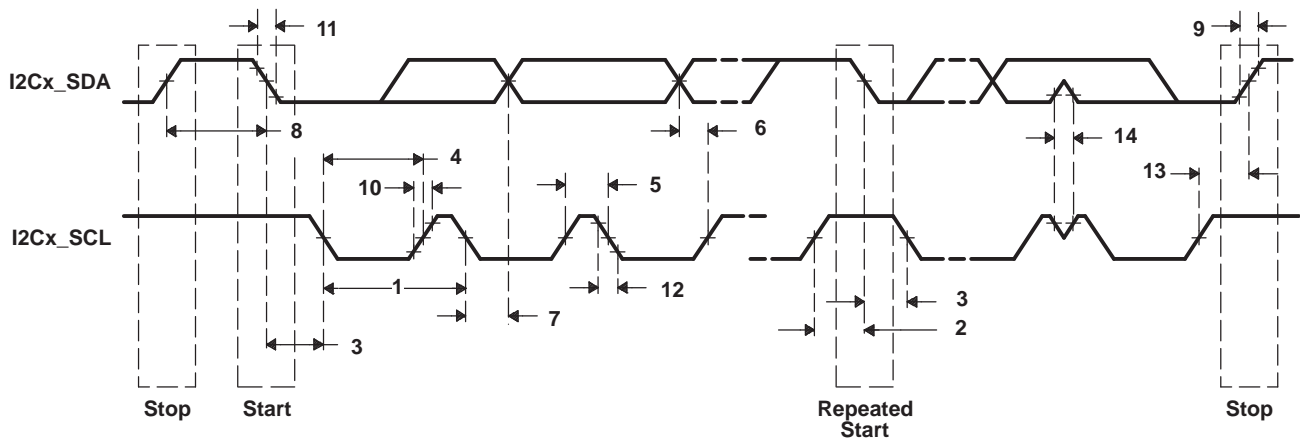 11
9
I2Cx_SDA
8
6
4
14
10
5
13
I2Cx_SCL
1
12
3
7
2
3
Stop
Start
Repeated
Start
Stop